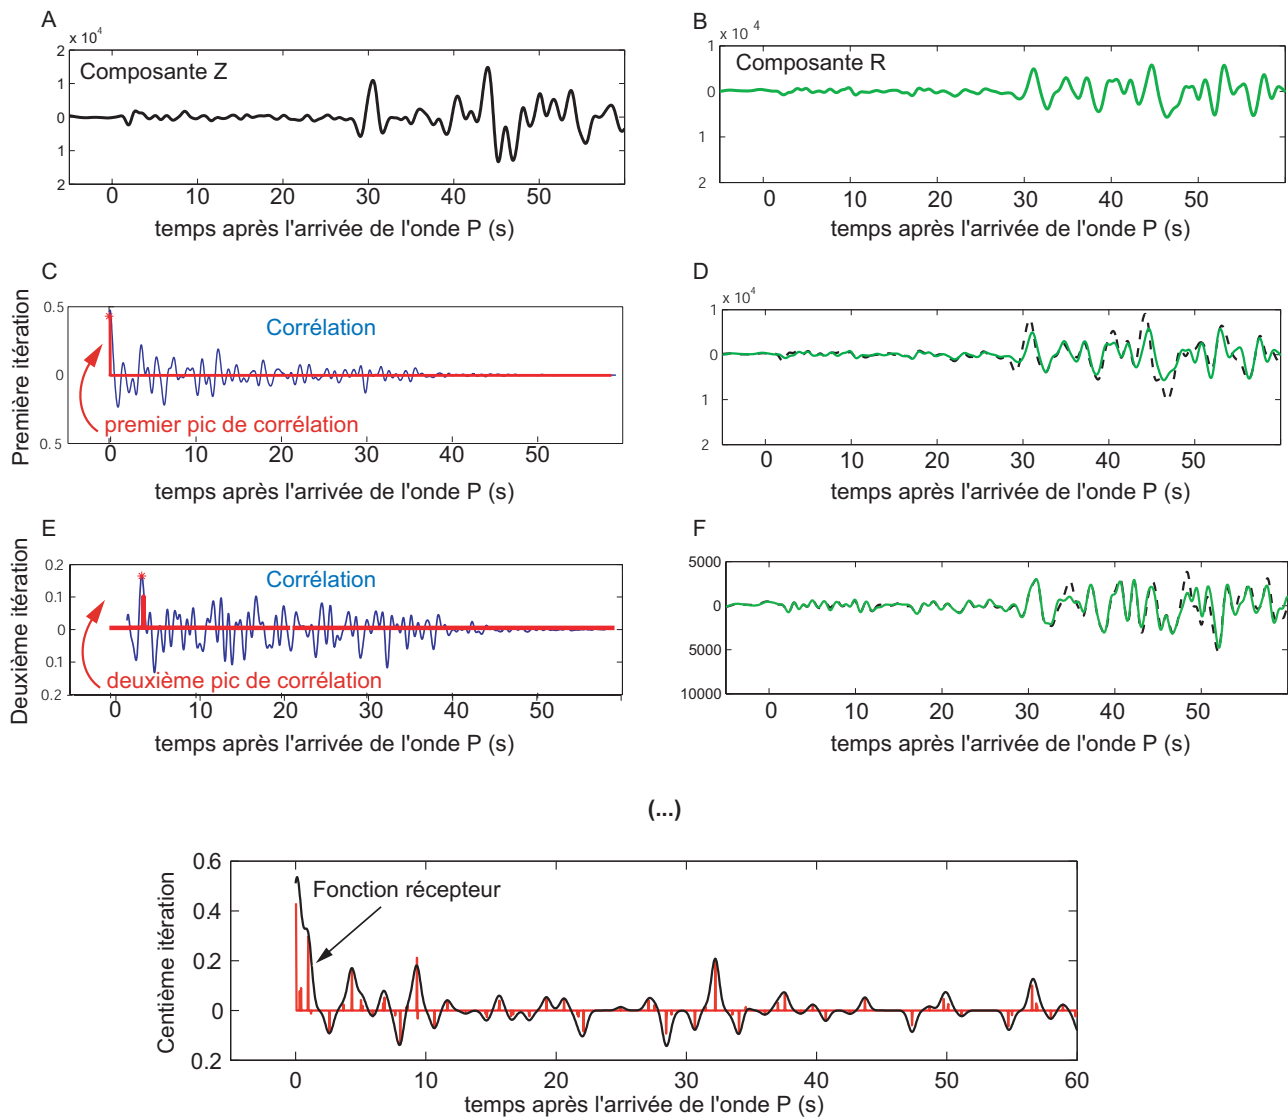 A
x 10⁴
2
1
0
1
2
Composante Z
0 10 20 30 40 50
temps après l'arrivée de l'onde P (s)
B
x 10⁴
1
0
1
2
Composante R
0 10 20 30 40 50
temps après l'arrivée de l'onde P (s)
Première itération
C
0.5
0
0.5
Corrélation
premier pic de corrélation
0 10 20 30 40 50
temps après l'arrivée de l'onde P (s)
D
x 10⁴
1
0
1
2
0 10 20 30 40 50
temps après l'arrivée de l'onde P (s)
Deuxième itération
E
0.2
0.1
0
0.1
0.2
Corrélation
deuxième pic de corrélation
0 10 20 30 40 50
temps après l'arrivée de l'onde P (s)
F
5000
0
5000
10000
0 10 20 30 40 50
temps après l'arrivée de l'onde P (s)
(...)
Centième itération
0.6
0.4
0.2
0
0.2
Fonction récepteur
0 10 20 30 40 50 60
temps après l'arrivée de l'onde P (s)